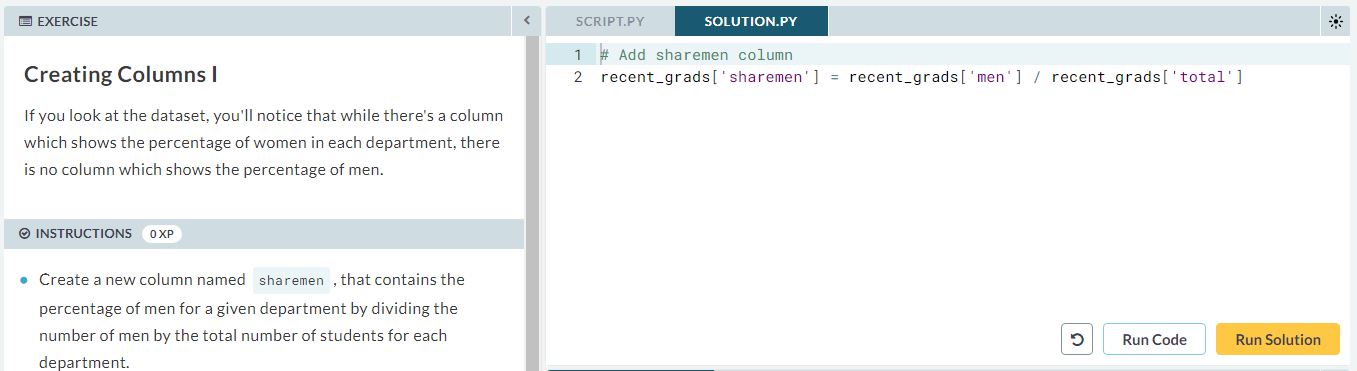 EXERCISE
Creating Columns I
If you look at the dataset, you'll notice that while there's a column
which shows the percentage of women in each department, there
is no column which shows the percentage of men.
INSTRUCTIONS 0 XP
Create a new column named sharemen , that contains the
percentage of men for a given department by dividing the
number of men by the total number of students for each
department.
SCRIPT.PY SOLUTION.PY
1 # Add sharemen column
2 recent_grads['sharemen'] = recent_grads['men'] / recent_grads['total']
Run Code Run Solution